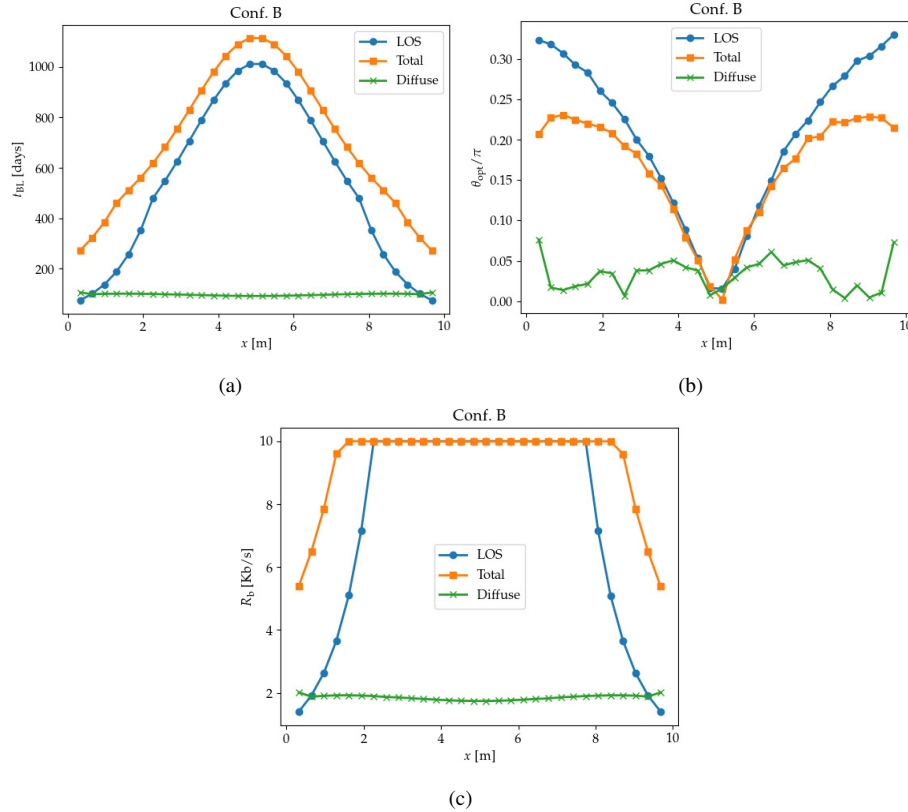 Conf. B
1000
800
600
400
200
t_BL [days]
LOS
Total
Diffuse
0 2 4 6 8 10
x [m]
(a)
Conf. B
0.30
0.25
0.20
0.15
0.10
0.05
0.00
θ_opt/π
LOS
Total
Diffuse
0 2 4 6 8 10
x [m]
(b)
Conf. B
10
8
6
4
2
R_b [Kb/s]
LOS
Total
Diffuse
0 2 4 6 8 10
x [m]
(c)